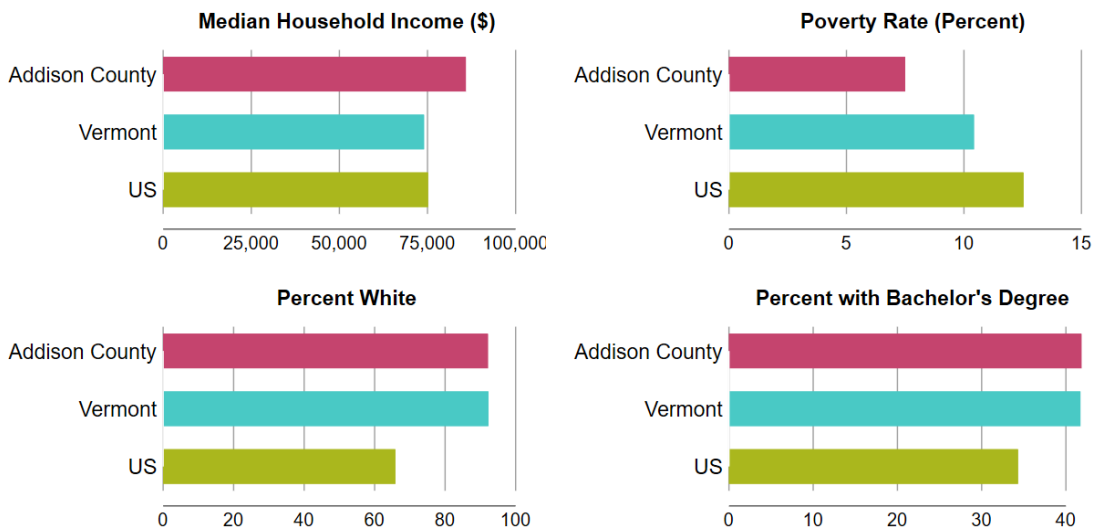 Median Household Income ($)
Addison County
Vermont
US
0 25,000 50,000 75,000 100,000
Poverty Rate (Percent)
Addison County
Vermont
US
0 5 10 15
Percent White
Addison County
Vermont
US
0 20 40 60 80 100
Percent with Bachelor's Degree
Addison County
Vermont
US
0 10 20 30 40